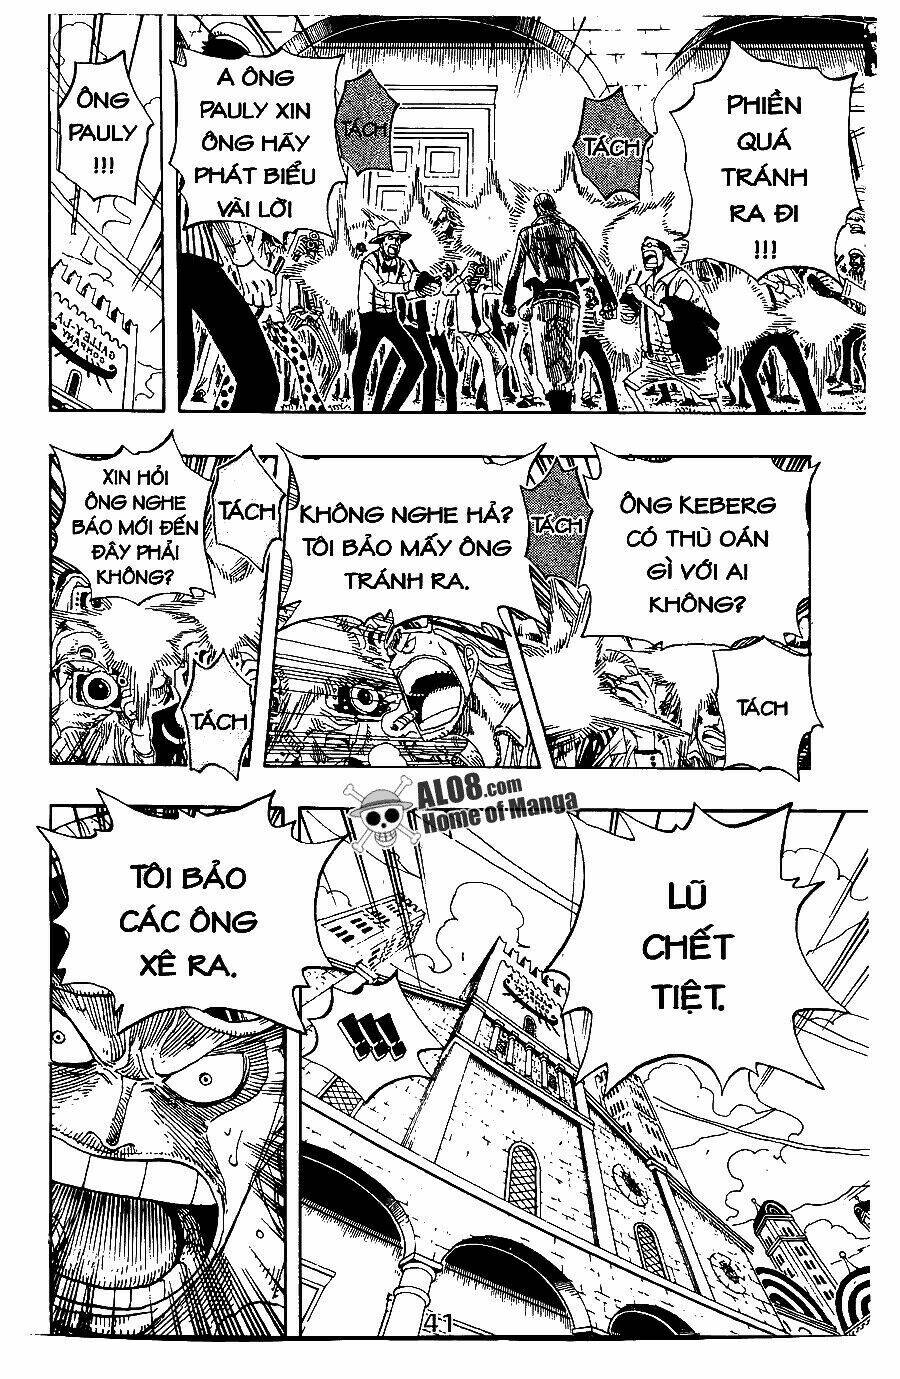 PHIỀN
QUÁ
TRÁNH
RA ĐI
!!!
TÁCH
TÁCH
A ÔNG
PAULY XIN
ÔNG HÃY
PHÁT BIỂU
VÀI LỜI
ÔNG
PAULY
!!!
GALLEY-LA
COMPANY
ÔNG KEBERG
CÓ THÙ OÁN
GÌ VỚI AI
KHÔNG?
TÁCH
TÁCH
KHÔNG NGHE HẢ?
TÔI BẢO MẤY ÔNG
TRÁNH RA.
TÁCH
XIN HỎI
ÔNG NGHE
BÁO MỚI ĐẾN
ĐÂY PHẢI
KHÔNG?
TÁCH
ALO8.com
Home of Manga
LŨ
CHẾT
TIỆT.
!!!
TÔI BẢO
CÁC ÔNG
XÊ RA.
41